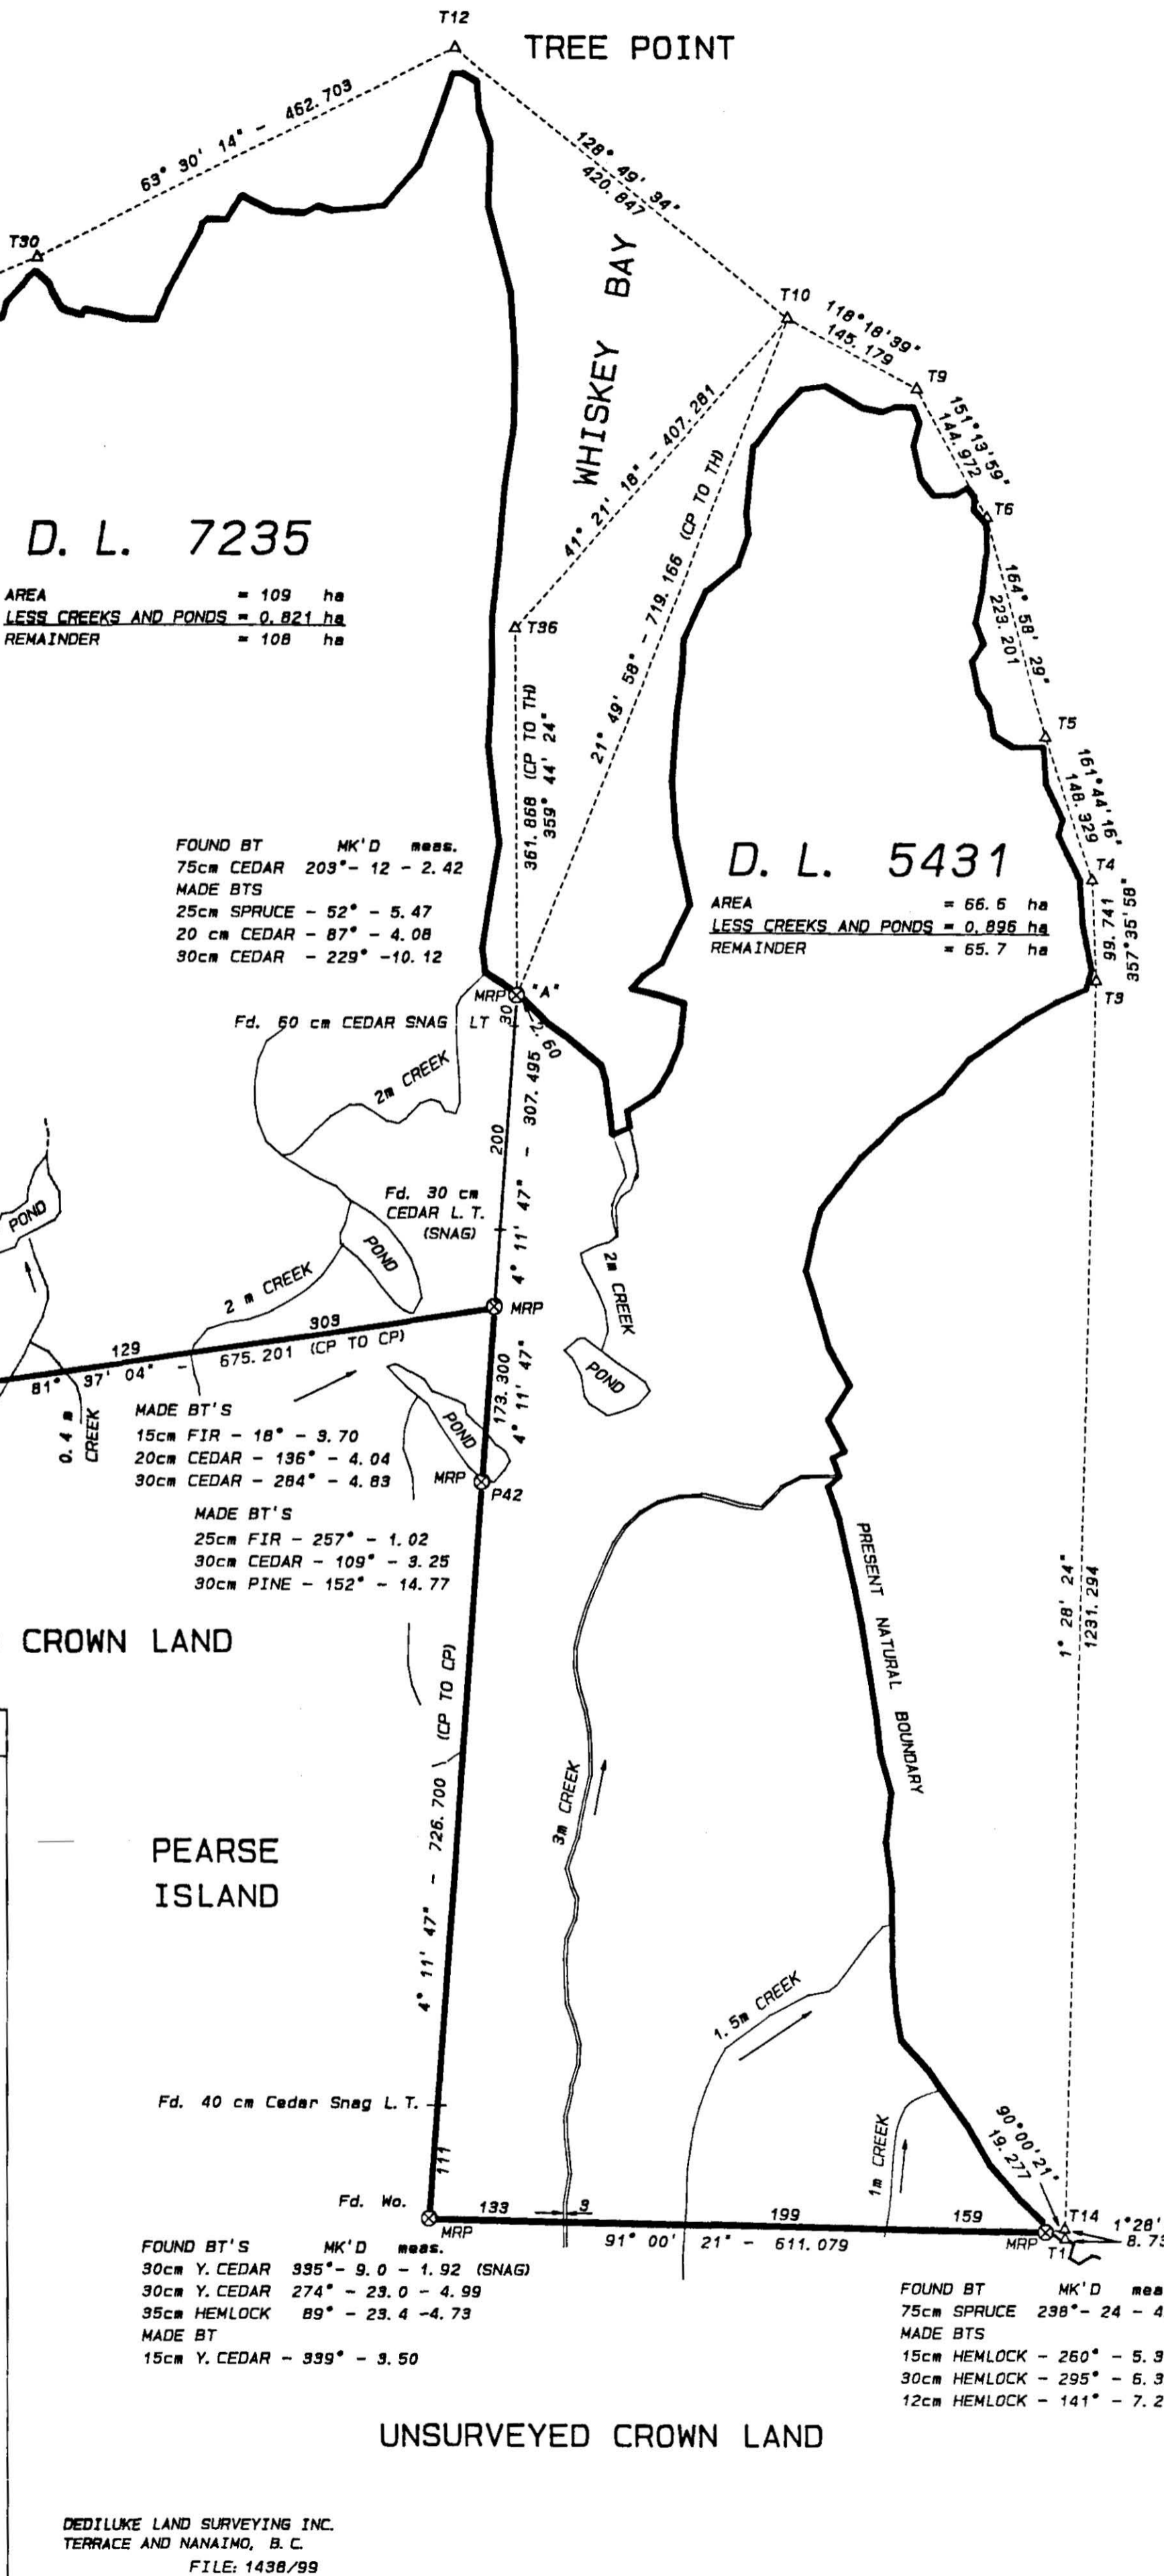 T12
TREE POINT
63° 30' 14" - 462.703
128° 49' 34"
420.847
T30
WHISKEY BAY
T10
118°18'39"
145.179
T9
151°13'59"
144.972
41° 21' 18" - 407.281
21° 49' 58" - 719.166 (CP TO TH)
T6
D. L. 7235
AREA = 109 ha
LESS CREEKS AND PONDS = 0.821 ha
REMAINDER = 108 ha
T36
164° 58' 29"
223.201
361.868 (CP TO TH)
359° 44' 24"
T5
161°44'16"
148.329
FOUND BT MK'D meas.
75cm CEDAR 203°- 12 - 2.42
MADE BTS
25cm SPRUCE - 52° - 5.47
20 cm CEDAR - 87° - 4.08
30cm CEDAR - 229° -10.12
D. L. 5431
AREA = 66.6 ha
LESS CREEKS AND PONDS = 0.896 ha
REMAINDER = 65.7 ha
T4
99.741
357°35'58"
T3
MRP "A"
30
2.60
Fd. 60 cm CEDAR SNAG LT
2m CREEK
200
4° 11' 47" - 307.495
Fd. 30 cm
CEDAR L.T.
(SNAG)
POND
POND
2 m CREEK
2m CREEK
MRP
129
303
81° 37' 04" - 675.201 (CP TO CP)
173.300
4° 11' 47"
POND
0.4 m
CREEK
MADE BT'S
15cm FIR - 18° - 3.70
20cm CEDAR - 136° - 4.04
30cm CEDAR - 284° - 4.83
POND
MRP
P42
MADE BT'S
25cm FIR - 257° - 1.02
30cm CEDAR - 109° - 3.25
30cm PINE - 152° - 14.77
PRESENT NATURAL BOUNDARY
1° 28' 24"
1231.294
CROWN LAND
4° 11' 47" - 726.700 (CP TO CP)
3m CREEK
PEARSE
ISLAND
1.5m CREEK
Fd. 40 cm Cedar Snag L.T.
111
1m CREEK
90°00'21"
19.277
Fd. Wo.
MRP
133
3
199
159
91° 00' 21" - 611.079
MRP
T14
T1
1°28'
8.73
FOUND BT'S MK'D meas.
30cm Y.CEDAR 335°- 9.0 - 1.92 (SNAG)
30cm Y.CEDAR 274° - 23.0 - 4.99
35cm HEMLOCK 89° - 23.4 -4.73
MADE BT
15cm Y.CEDAR - 339° - 3.50
FOUND BT MK'D mea
75cm SPRUCE 238°- 24 - 4
MADE BTS
15cm HEMLOCK - 260° - 5.3
30cm HEMLOCK - 295° - 6.3
12cm HEMLOCK - 141° - 7.2
UNSURVEYED CROWN LAND
DEDILUKE LAND SURVEYING INC.
TERRACE AND NANAIMO, B.C.
FILE: 1438/99